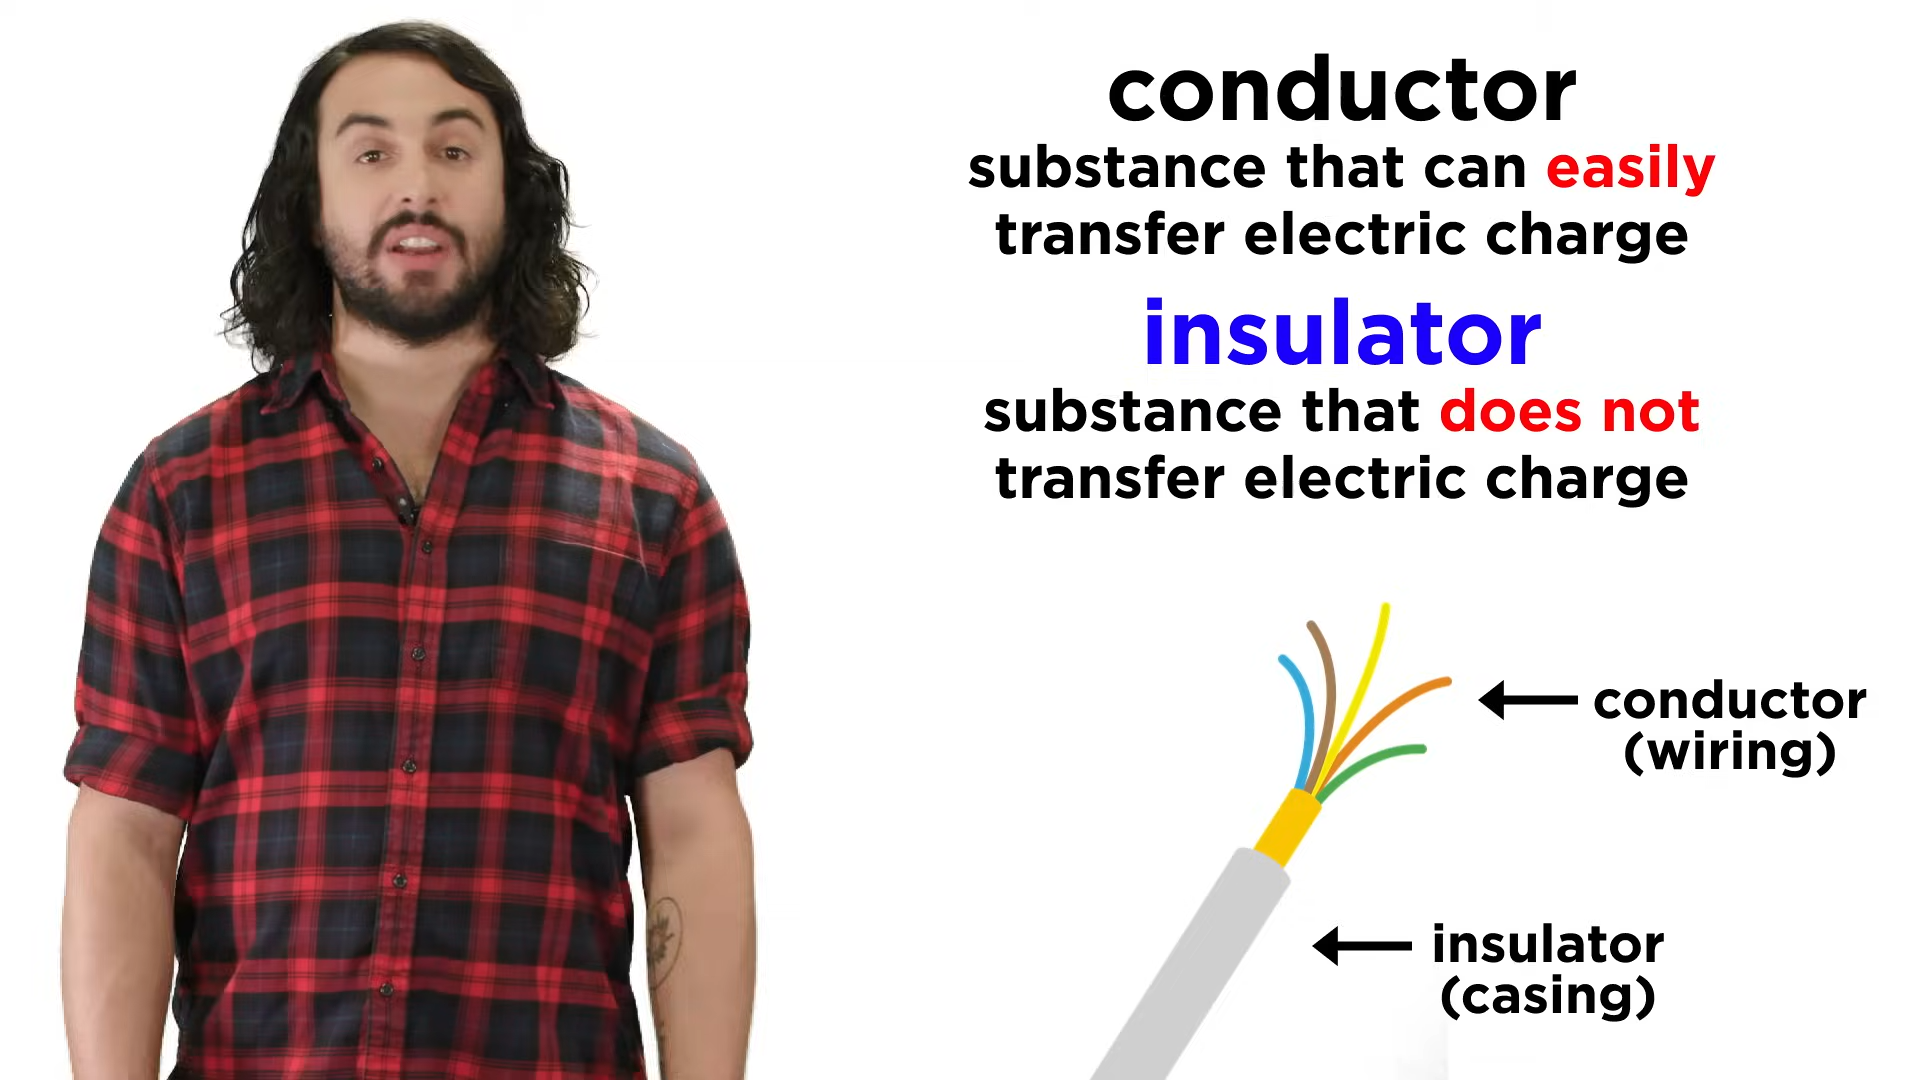 conductor
substance that can easily
transfer electric charge
insulator
substance that does not
transfer electric charge
conductor
(wiring)
insulator
(casing)